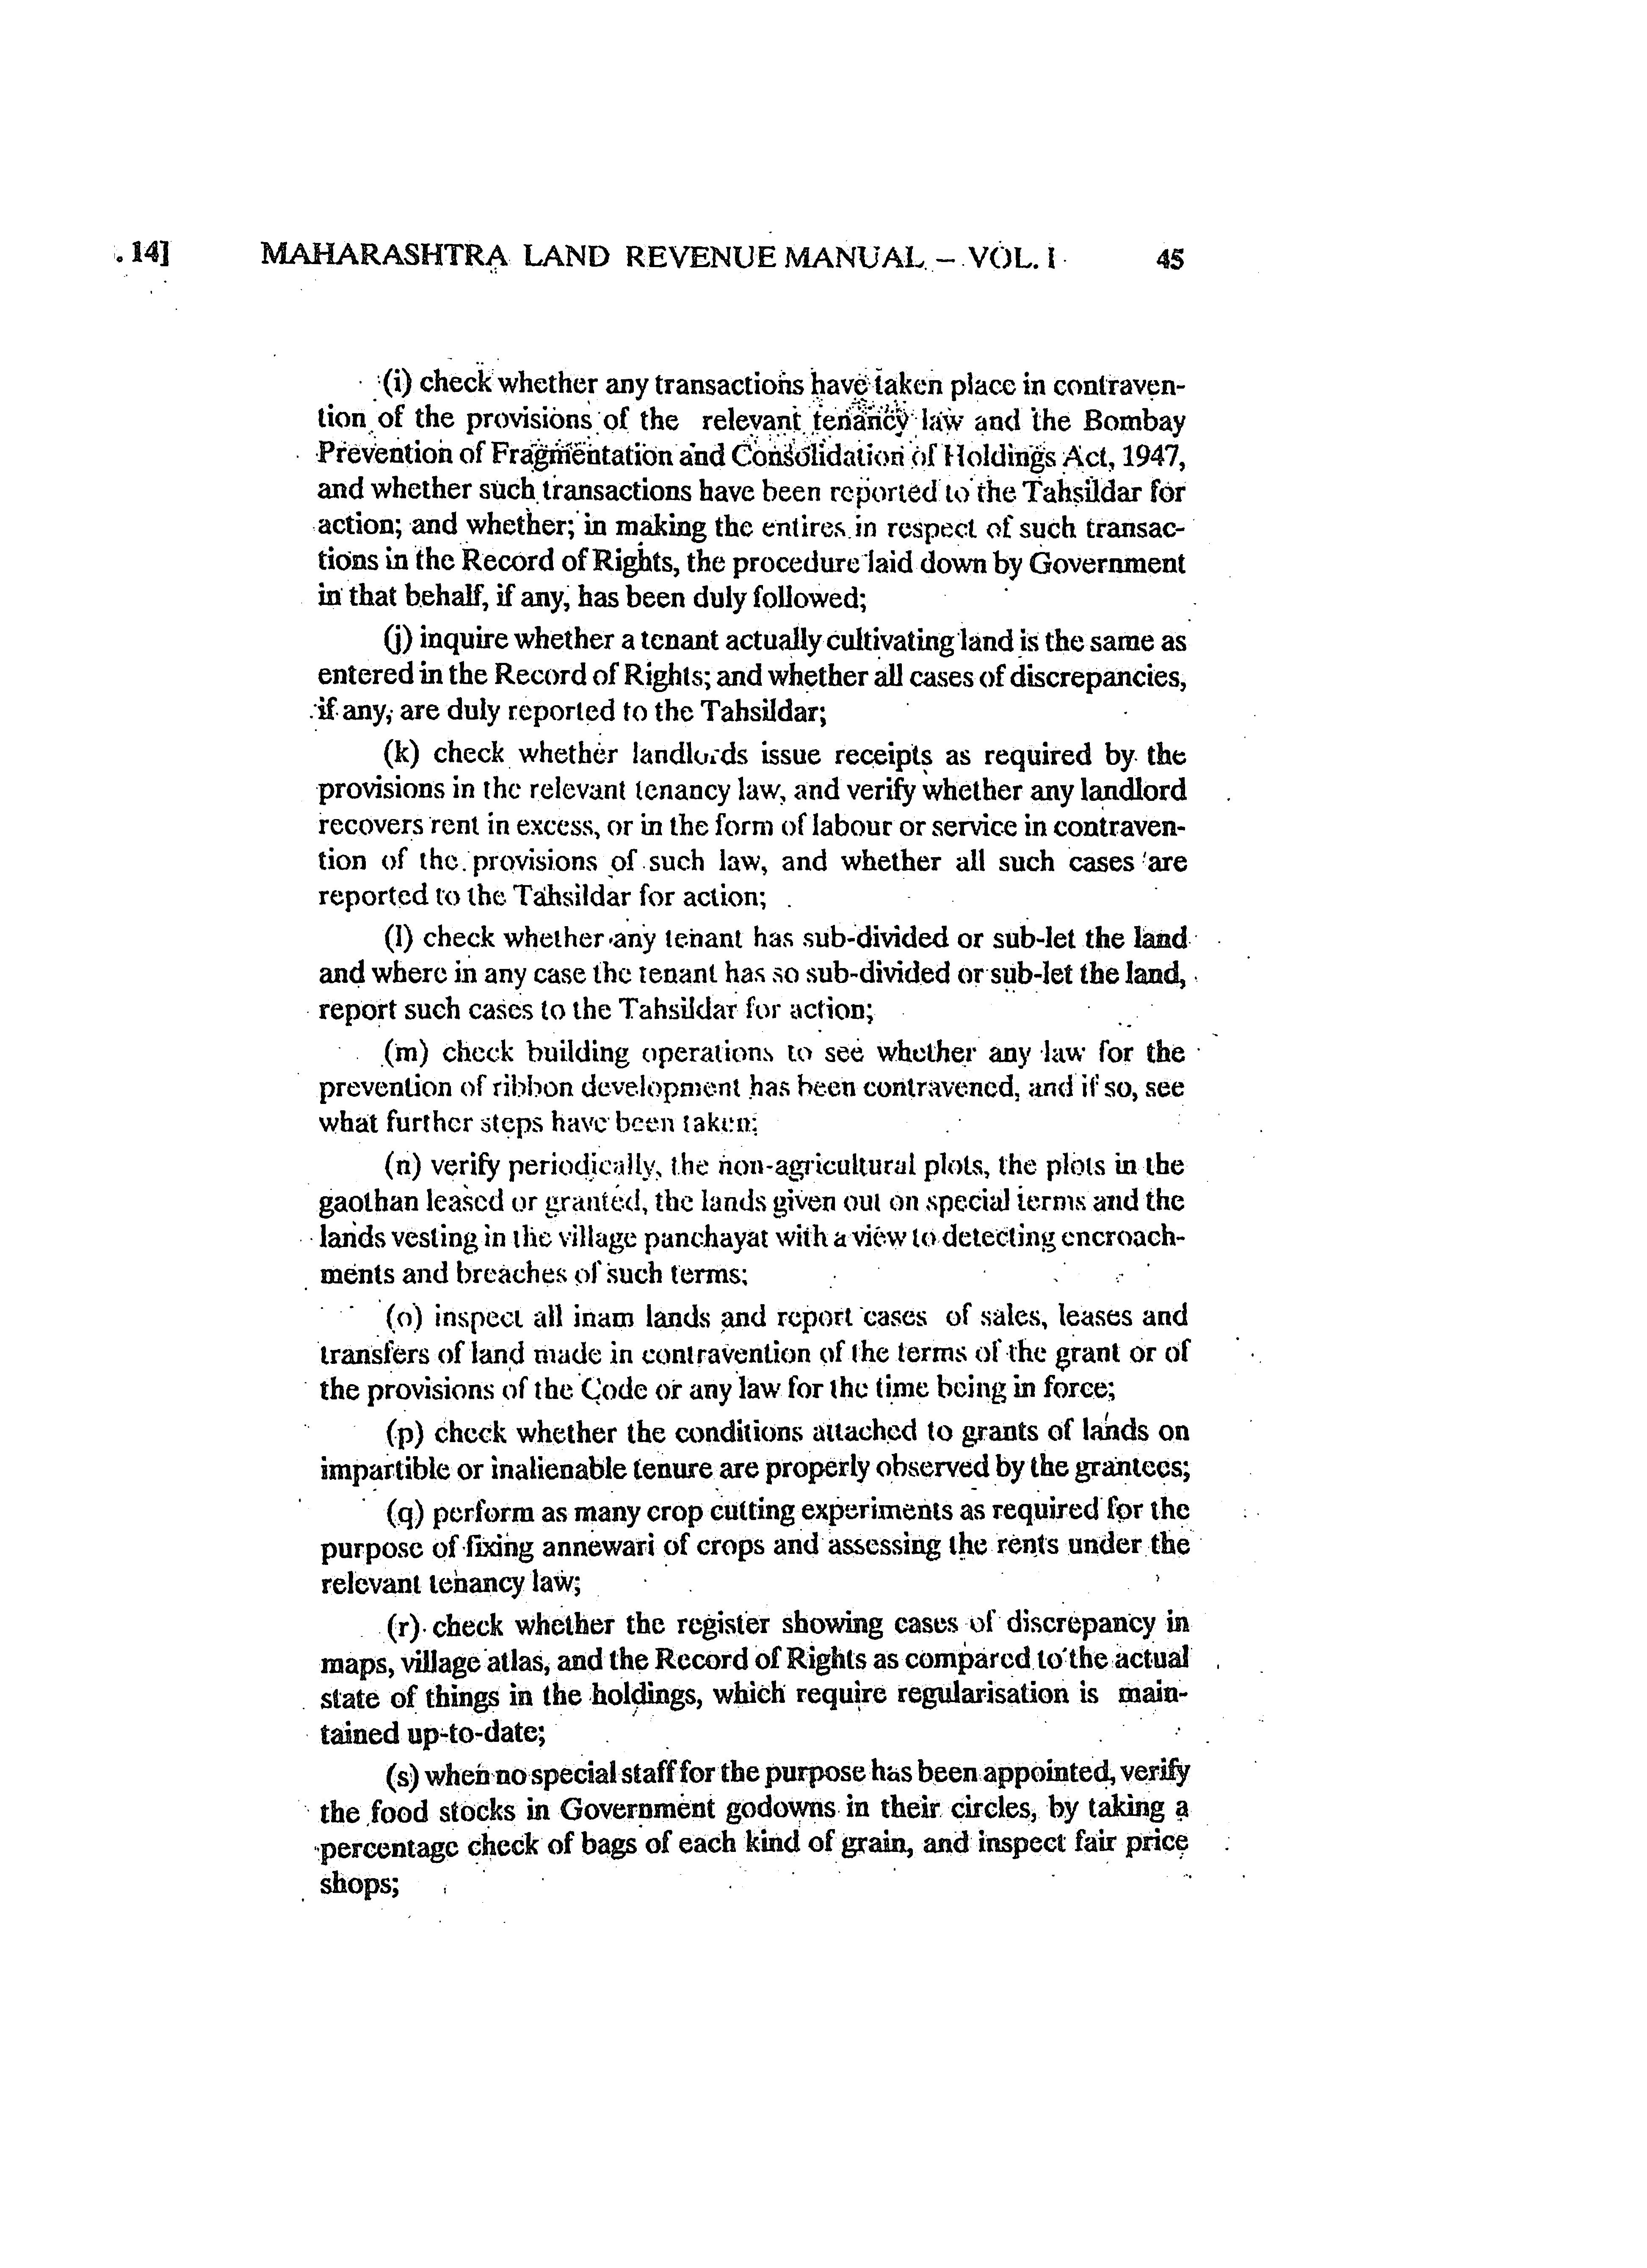 . 14] MAHARASHTRA LAND REVENUE MANUAL – VOL. I 45
(i) check whether any transactions have taken place in contraven-
tion of the provisions of the relevant tenancy law and the Bombay
Prevention of Fragmentation and Consolidation of Holdings Act, 1947,
and whether such transactions have been reported to the Tahsildar for
action; and whether; in making the entires in respect of such transac-
tions in the Record of Rights, the procedure laid down by Government
in that behalf, if any, has been duly followed;
(j) inquire whether a tenant actually cultivating land is the same as
entered in the Record of Rights; and whether all cases of discrepancies,
if any, are duly reported to the Tahsildar;
(k) check whether landlords issue receipts as required by the
provisions in the relevant tenancy law, and verify whether any landlord
recovers rent in excess, or in the form of labour or service in contraven-
tion of the provisions of such law, and whether all such cases are
reported to the Tahsildar for action;
(l) check whether any tenant has sub-divided or sub-let the land
and where in any case the tenant has so sub-divided or sub-let the land,
report such cases to the Tahsildar for action;
(m) check building operations to see whether any law for the
prevention of ribbon development has been contravened, and if so, see
what further steps have been taken;
(n) verify periodically, the non-agricultural plots, the plots in the
gaothan leased or granted, the lands given out on special terms and the
lands vesting in the village panchayat with a view to detecting encroach-
ments and breaches of such terms;
(o) inspect all inam lands and report cases of sales, leases and
transfers of land made in contravention of the terms of the grant or of
the provisions of the Code or any law for the time being in force;
(p) check whether the conditions attached to grants of lands on
impartible or inalienable tenure are properly observed by the grantees;
(q) perform as many crop cutting experiments as required for the
purpose of fixing annewari of crops and assessing the rents under the
relevant tenancy law;
(r) check whether the register showing cases of discrepancy in
maps, village atlas, and the Record of Rights as compared to the actual
state of things in the holdings, which require regularisation is main-
tained up-to-date;
(s) when no special staff for the purpose has been appointed, verify
the food stocks in Government godowns in their circles, by taking a
percentage check of bags of each kind of grain, and inspect fair price
shops;